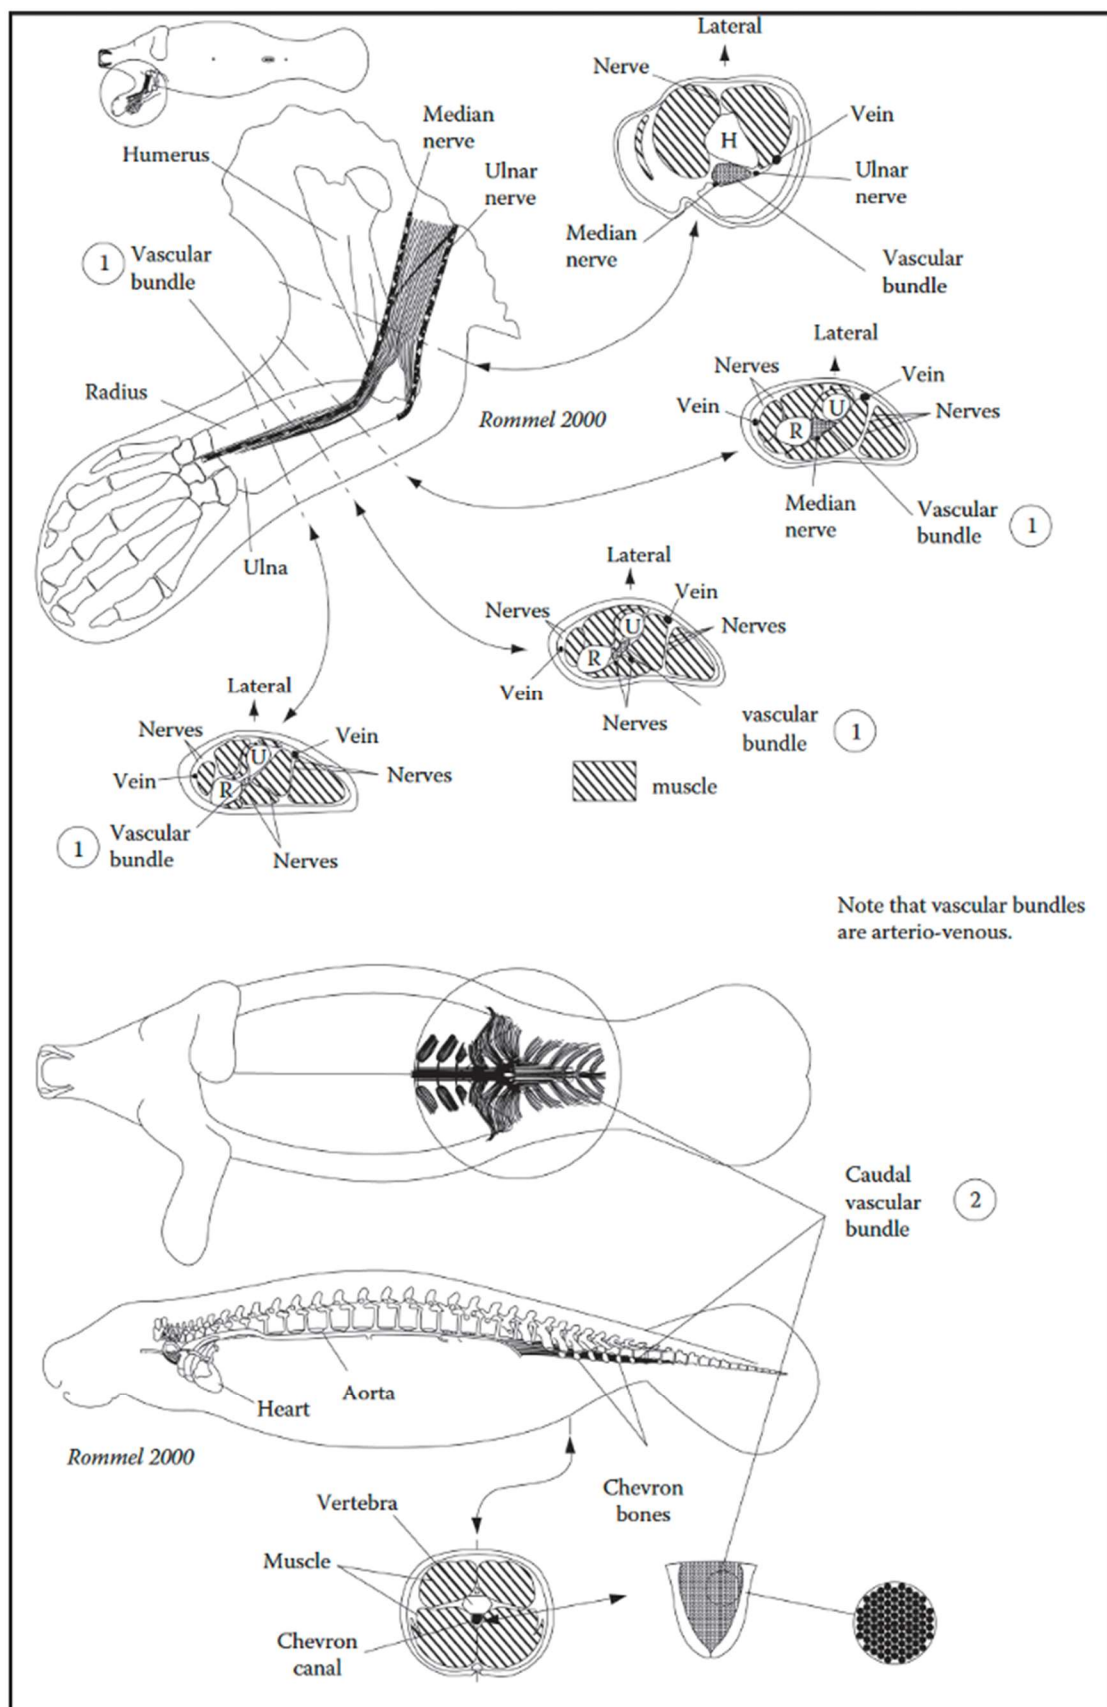 Lateral
Nerve
Vein
H
Ulnar
nerve
Median
nerve
Vascular
bundle
Median
nerve
Ulnar
nerve
Humerus
1
Vascular
bundle
Radius
Rommel 2000
Ulna
Lateral
Nerves
Vein
Vein
U
R
Nerves
Median
nerve
Vascular
bundle
1
Lateral
Nerves
Vein
U
Nerves
R
Vein
Nerves
vascular
bundle
1
muscle
Lateral
Nerves
Vein
U
Vein
R
Nerves
1
Vascular
bundle
Nerves
Note that vascular bundles
are arterio-venous.
Caudal
vascular
bundle
2
Aorta
Heart
Rommel 2000
Chevron
bones
Vertebra
Muscle
Chevron
canal